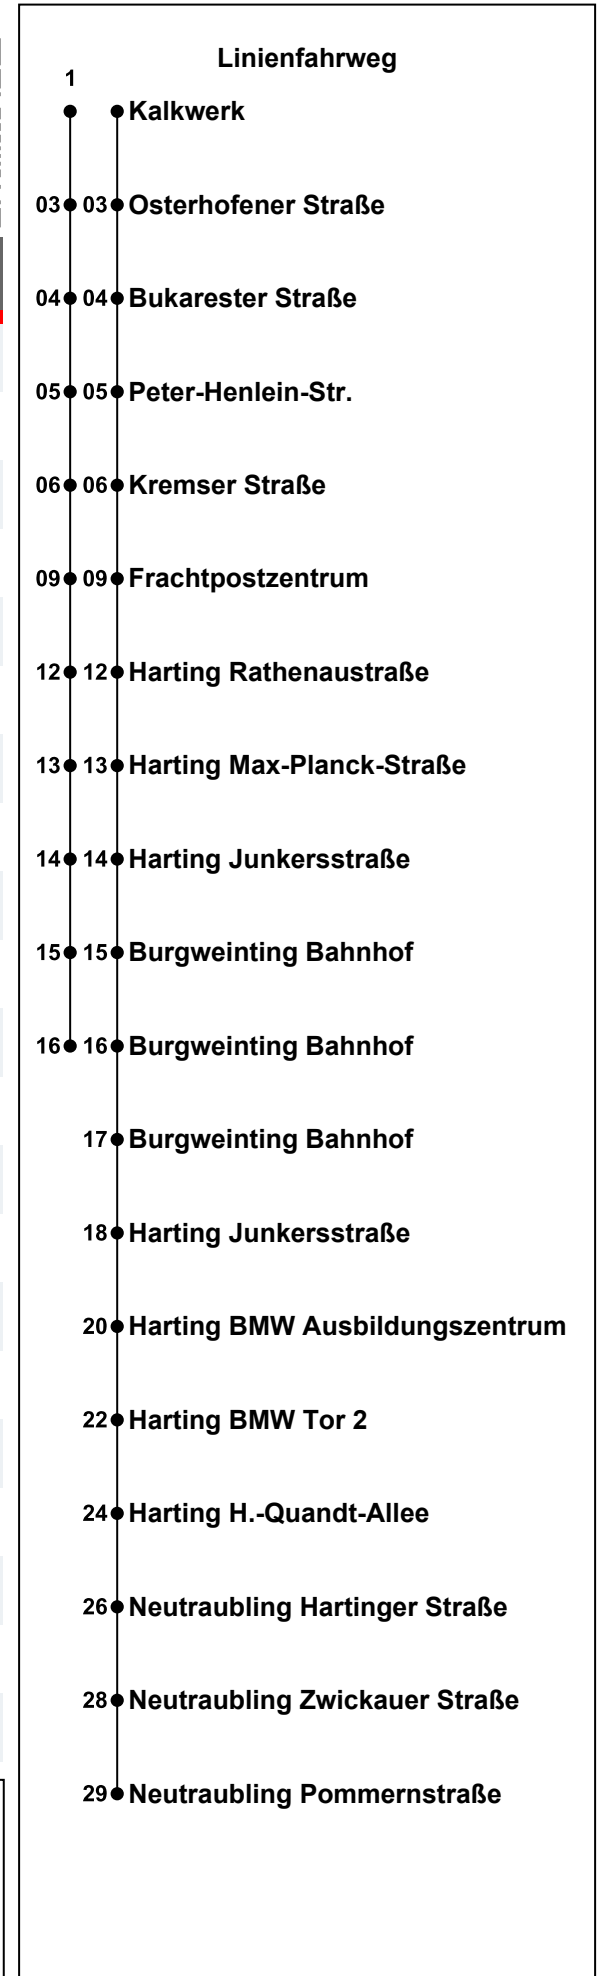 Linienfahrweg
1
Kalkwerk
03 03 Osterhofener Straße
04 04 Bukarester Straße
05 05 Peter-Henlein-Str.
06 06 Kremser Straße
09 09 Frachtpostzentrum
12 12 Harting Rathenaustraße
13 13 Harting Max-Planck-Straße
14 14 Harting Junkersstraße
15 15 Burgweinting Bahnhof
16 16 Burgweinting Bahnhof
17 Burgweinting Bahnhof
18 Harting Junkersstraße
20 Harting BMW Ausbildungszentrum
22 Harting BMW Tor 2
24 Harting H.-Quandt-Allee
26 Neutraubling Hartinger Straße
28 Neutraubling Zwickauer Straße
29 Neutraubling Pommernstraße